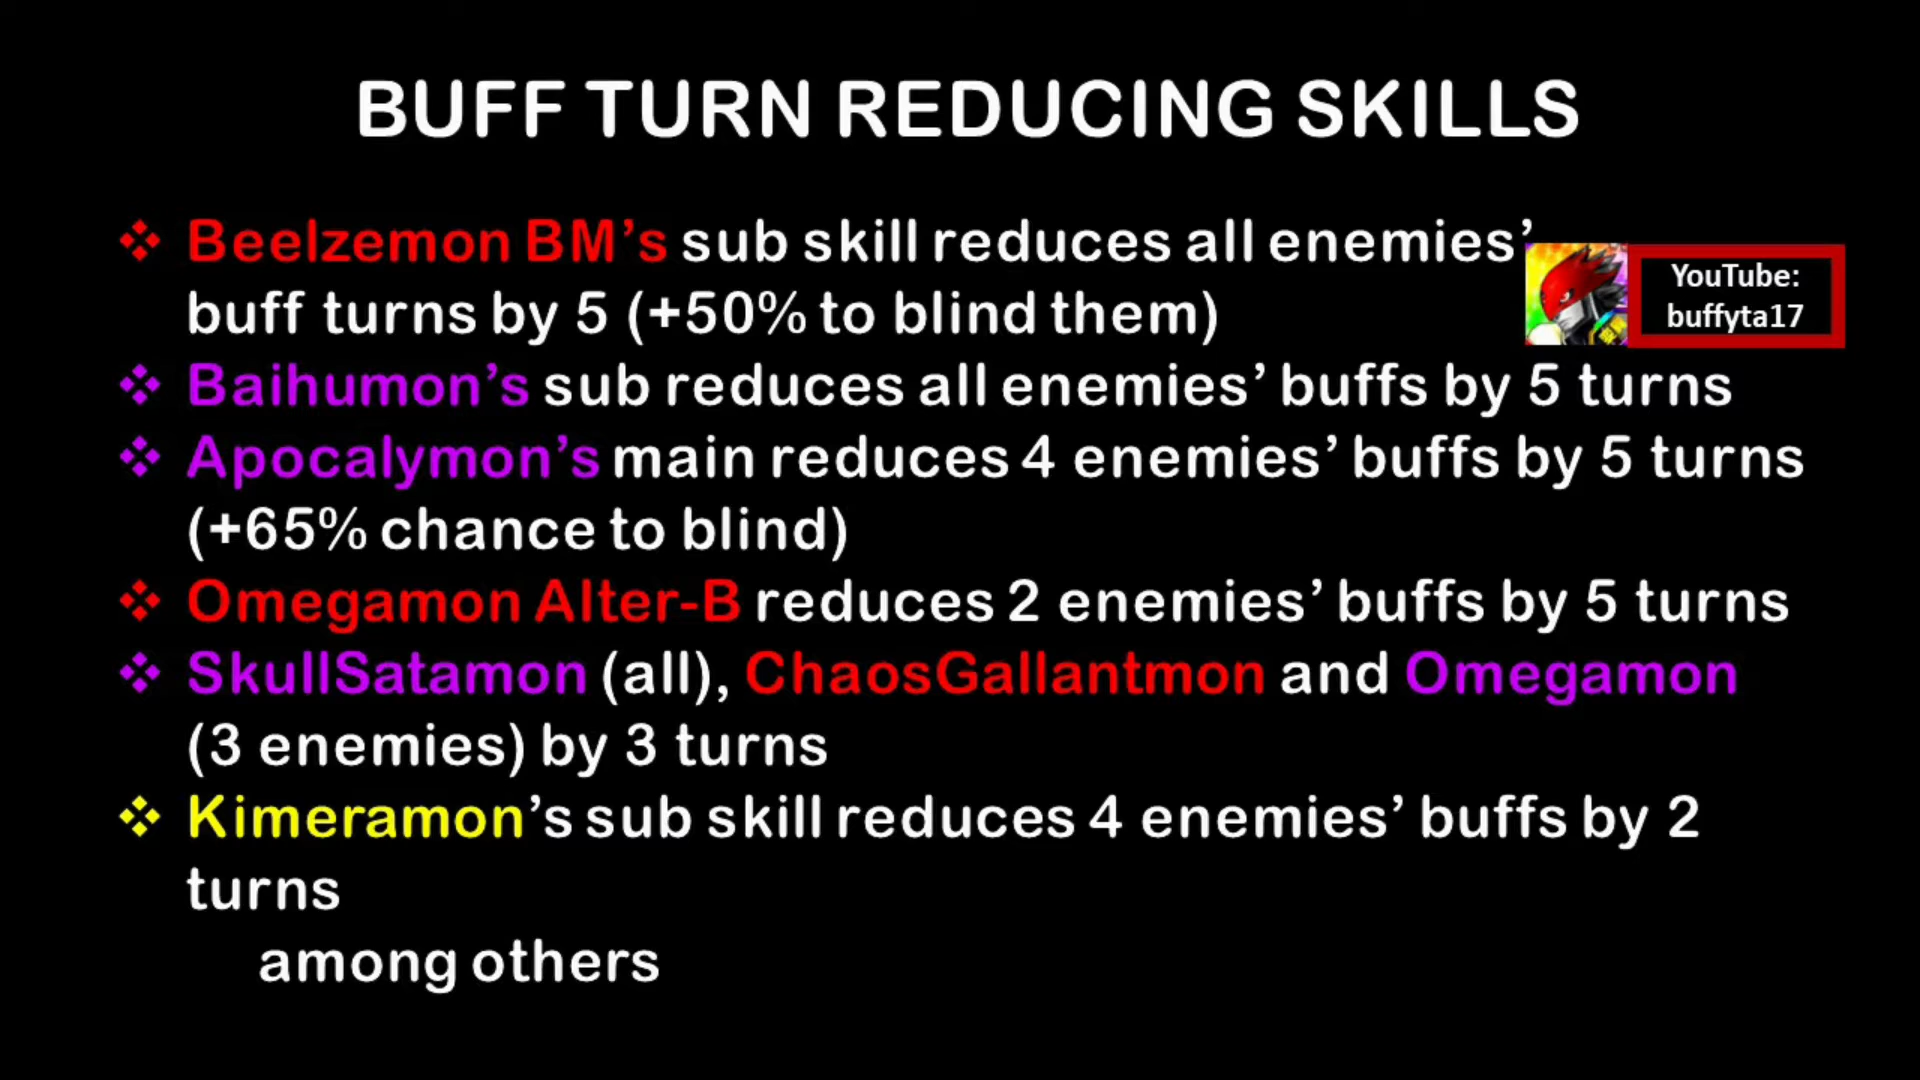 BUFF TURN REDUCING SKILLS
❖ Beelzemon BM’s sub skill reduces all enemies’
buff turns by 5 (+50% to blind them)
YouTube:
buffyta17
❖ Baihumon’s sub reduces all enemies’ buffs by 5 turns
❖ Apocalymon’s main reduces 4 enemies’ buffs by 5 turns
(+65% chance to blind)
❖ Omegamon Alter-B reduces 2 enemies’ buffs by 5 turns
❖ SkullSatamon (all), ChaosGallantmon and Omegamon
(3 enemies) by 3 turns
❖ Kimeramon’s sub skill reduces 4 enemies’ buffs by 2
turns
among others